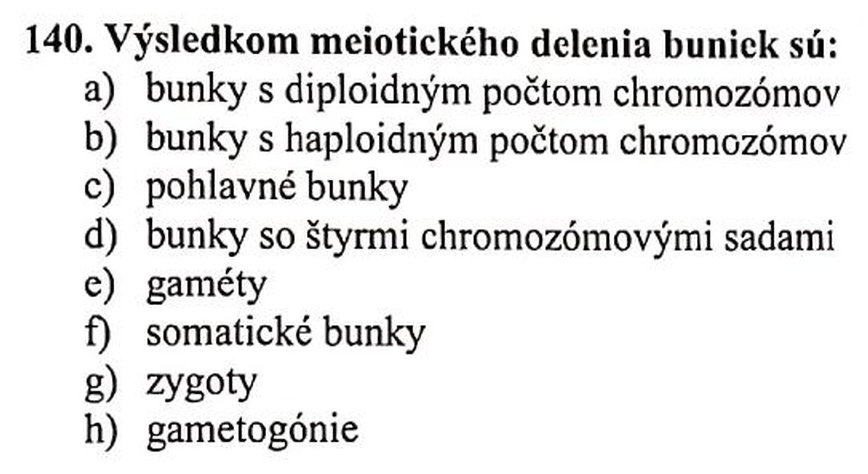 140. Výsledkom meiotického delenia buniek sú:
a) bunky s diploidným počtom chromozómov
b) bunky s haploidným počtom chromozómov
c) pohlavné bunky
d) bunky so štyrmi chromozómovými sadami
e) gaméty
f) somatické bunky
g) zygoty
h) gametogónie